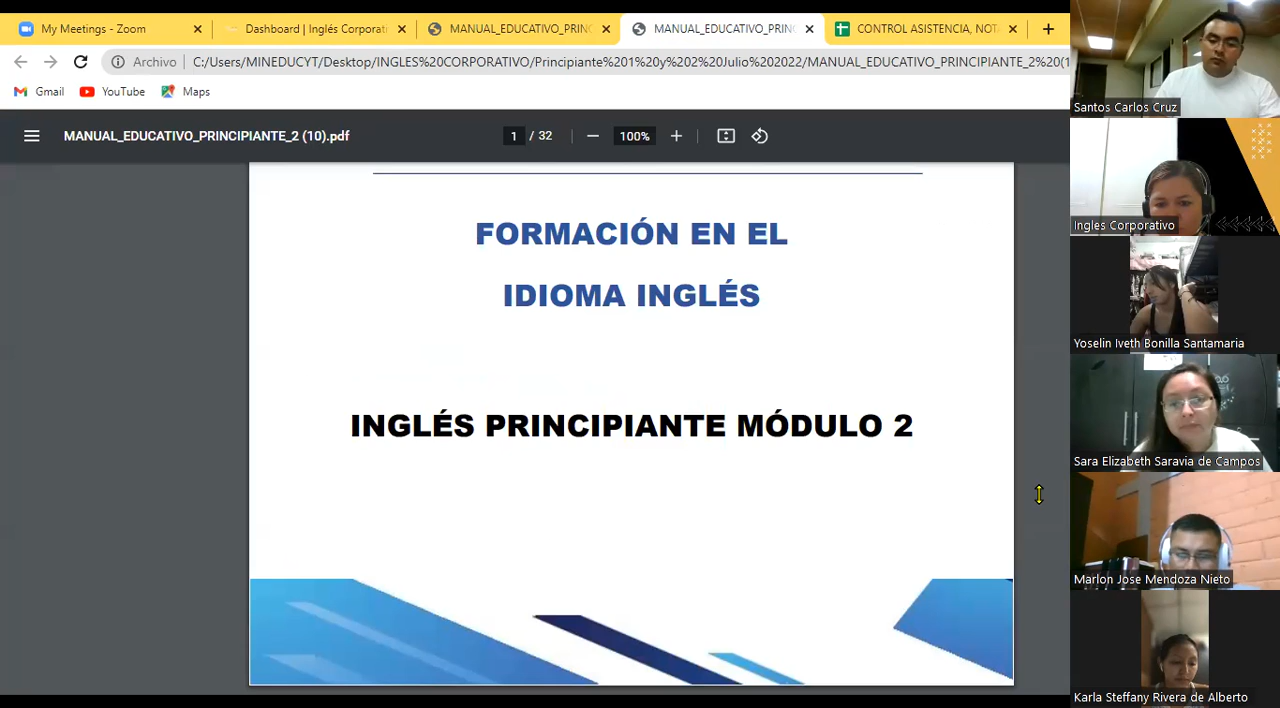 My Meetings - Zoom
Dashboard | Inglés Corporati
MANUAL_EDUCATIVO_PRINC
MANUAL_EDUCATIVO_PRINC
CONTROL ASISTENCIA, NOT
Archivo
C:/Users/MINEDUCYT/Desktop/INGLES%20CORPORATIVO/Principiante%201%20y%202%20Julio%202022/MANUAL_EDUCATIVO_PRINCIPIANTE_2%20(1
Gmail
YouTube
Maps
MANUAL_EDUCATIVO_PRINCIPIANTE_2 (10).pdf
1 / 32
100%
FORMACIÓN EN EL
IDIOMA INGLÉS
INGLÉS PRINCIPIANTE MÓDULO 2
Santos Carlos Cruz
Ingles Corporativo
Yoselin Iveth Bonilla Santamaria
Sara Elizabeth Saravia de Campos
Marlon Jose Mendoza Nieto
Karla Steffany Rivera de Alberto